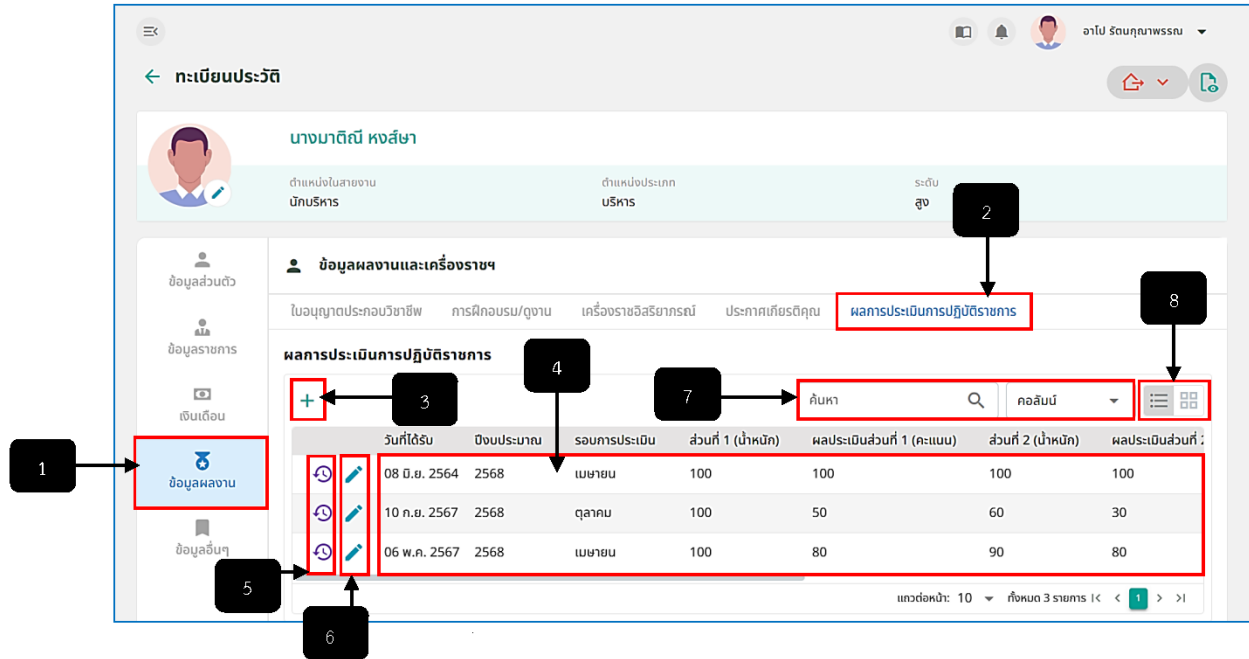 อาโป รัตนกุณาพรรณ
ทะเบียนประวัติ
นางมาติณี หงส์ษา
ตำแหน่งในสายงาน ตำแหน่งประเภท ระดับ
นักบริหาร บริหาร สูง
2
ข้อมูลส่วนตัว
ข้อมูลราชการ
เงินเดือน
1
ข้อมูลผลงาน
ข้อมูลอื่นๆ
ข้อมูลผลงานและเครื่องราชฯ
ใบอนุญาตประกอบวิชาชีพ การฝึกอบรม/ดูงาน เครื่องราชอิสริยาภรณ์ ประกาศเกียรติคุณ ผลการประเมินการปฏิบัติราชการ
8
ผลการประเมินการปฏิบัติราชการ
4
+ 3 7 ค้นหา คอลัมน์
วันที่ได้รับ ปีงบประมาณ รอบการประเมิน ส่วนที่ 1 (น้ำหนัก) ผลประเมินส่วนที่ 1 (คะแนน) ส่วนที่ 2 (น้ำหนัก) ผลประเมินส่วนที่ 2
08 มิ.ย. 2564 2568 เมษายน 100 100 100 100
10 ก.ย. 2567 2568 ตุลาคม 100 50 60 30
06 พ.ค. 2567 2568 เมษายน 100 80 90 80
5
แถวต่อหน้า: 10 ทั้งหมด 3 รายการ 1
6